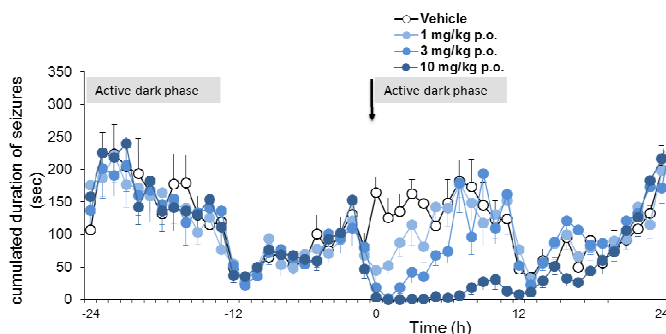 Vehicle
1 mg/kg p.o.
3 mg/kg p.o.
10 mg/kg p.o.
350
300
250
200
150
100
50
0
cumulated duration of seizures
(sec)
Active dark phase
Active dark phase
-24
-12
0
12
24
Time (h)